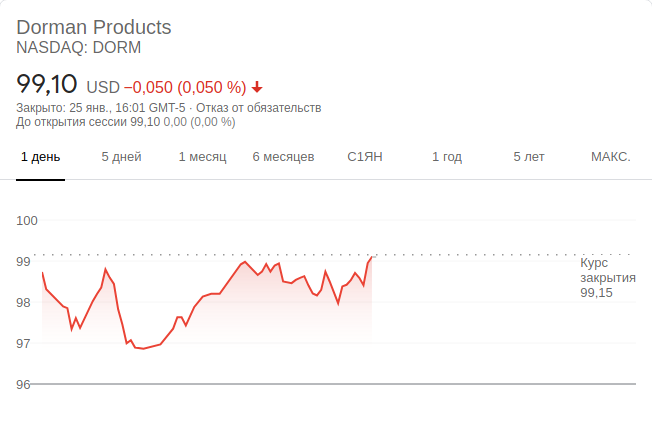 Dorman Products
NASDAQ: DORM
99,10 USD −0,050 (0,050 %)
Закрыто: 25 янв., 16:01 GMT-5 · Отказ от обязательств
До открытия сессии 99,10 0,00 (0,00 %)
1 день 5 дней 1 месяц 6 месяцев С1ЯН 1 год 5 лет МАКС.
100
99
Курс
закрытия
99,15
98
97
96